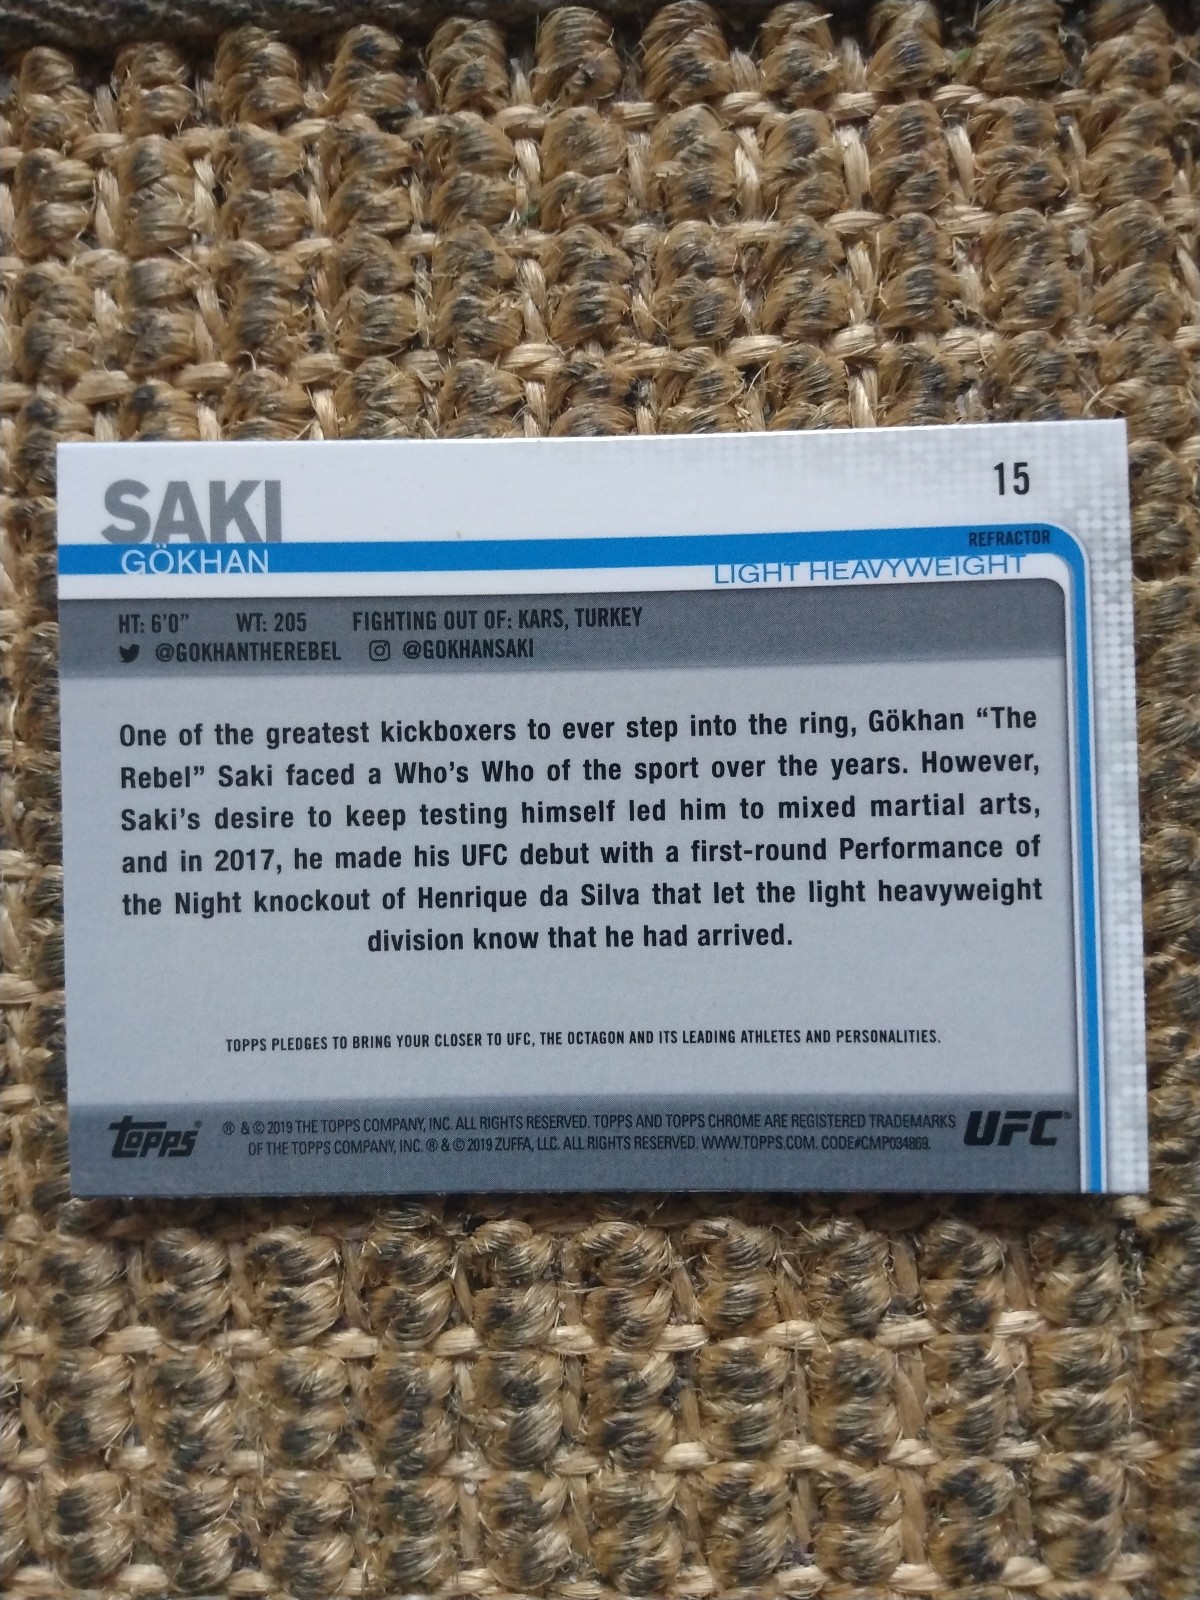 SAKI
15
GÖKHAN
REFRACTOR
LIGHT HEAVYWEIGHT
HT: 6'0" WT: 205 FIGHTING OUT OF: KARS, TURKEY
@GOKHANTHEREBEL @GOKHANSAKI
One of the greatest kickboxers to ever step into the ring, Gökhan “The
Rebel” Saki faced a Who's Who of the sport over the years. However,
Saki's desire to keep testing himself led him to mixed martial arts,
and in 2017, he made his UFC debut with a first-round Performance of
the Night knockout of Henrique da Silva that let the light heavyweight
division know that he had arrived.
TOPPS PLEDGES TO BRING YOUR CLOSER TO UFC, THE OCTAGON AND ITS LEADING ATHLETES AND PERSONALITIES.
Topps ® & © 2019 THE TOPPS COMPANY, INC. ALL RIGHTS RESERVED. TOPPS AND TOPPS CHROME ARE REGISTERED TRADEMARKS UFC
OF THE TOPPS COMPANY, INC. ® & © 2019 ZUFFA, LLC. ALL RIGHTS RESERVED. WWW.TOPPS.COM. CODE#CMP034869.